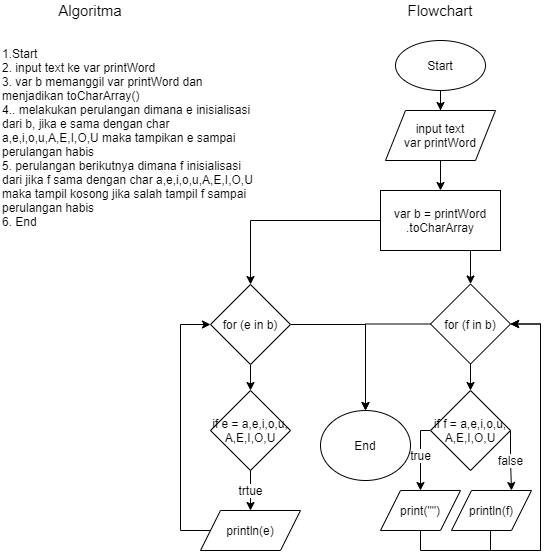 Algoritma
Flowchart
1.Start
2. input text ke var printWord
3. var b memanggil var printWord dan
menjadikan toCharArray()
4.. melakukan perulangan dimana e inisialisasi
dari b, jika e sama dengan char
a,e,i,o,u,A,E,I,O,U maka tampikan e sampai
perulangan habis
5. perulangan berikutnya dimana f inisialisasi
dari jika f sama dengan char a,e,i,o,u,A,E,I,O,U
maka tampil kosong jika salah tampil f sampai
perulangan habis
6. End
Start
input text
var printWord
var b = printWord
.toCharArray
for (e in b)
for (f in b)
if e = a,e,i,o,u,
A,E,I,O,U
End
if f = a,e,i,o,u,
A,E,I,O,U
true
false
trtue
println(e)
print("")
println(f)